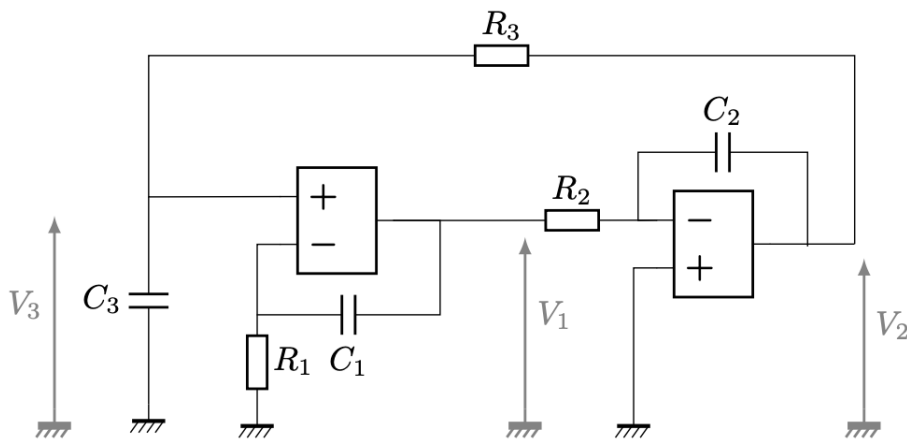 R₃
C₂
R₂
+
−
−
+
C₃
V₃
V₁
V₂
R₁
C₁